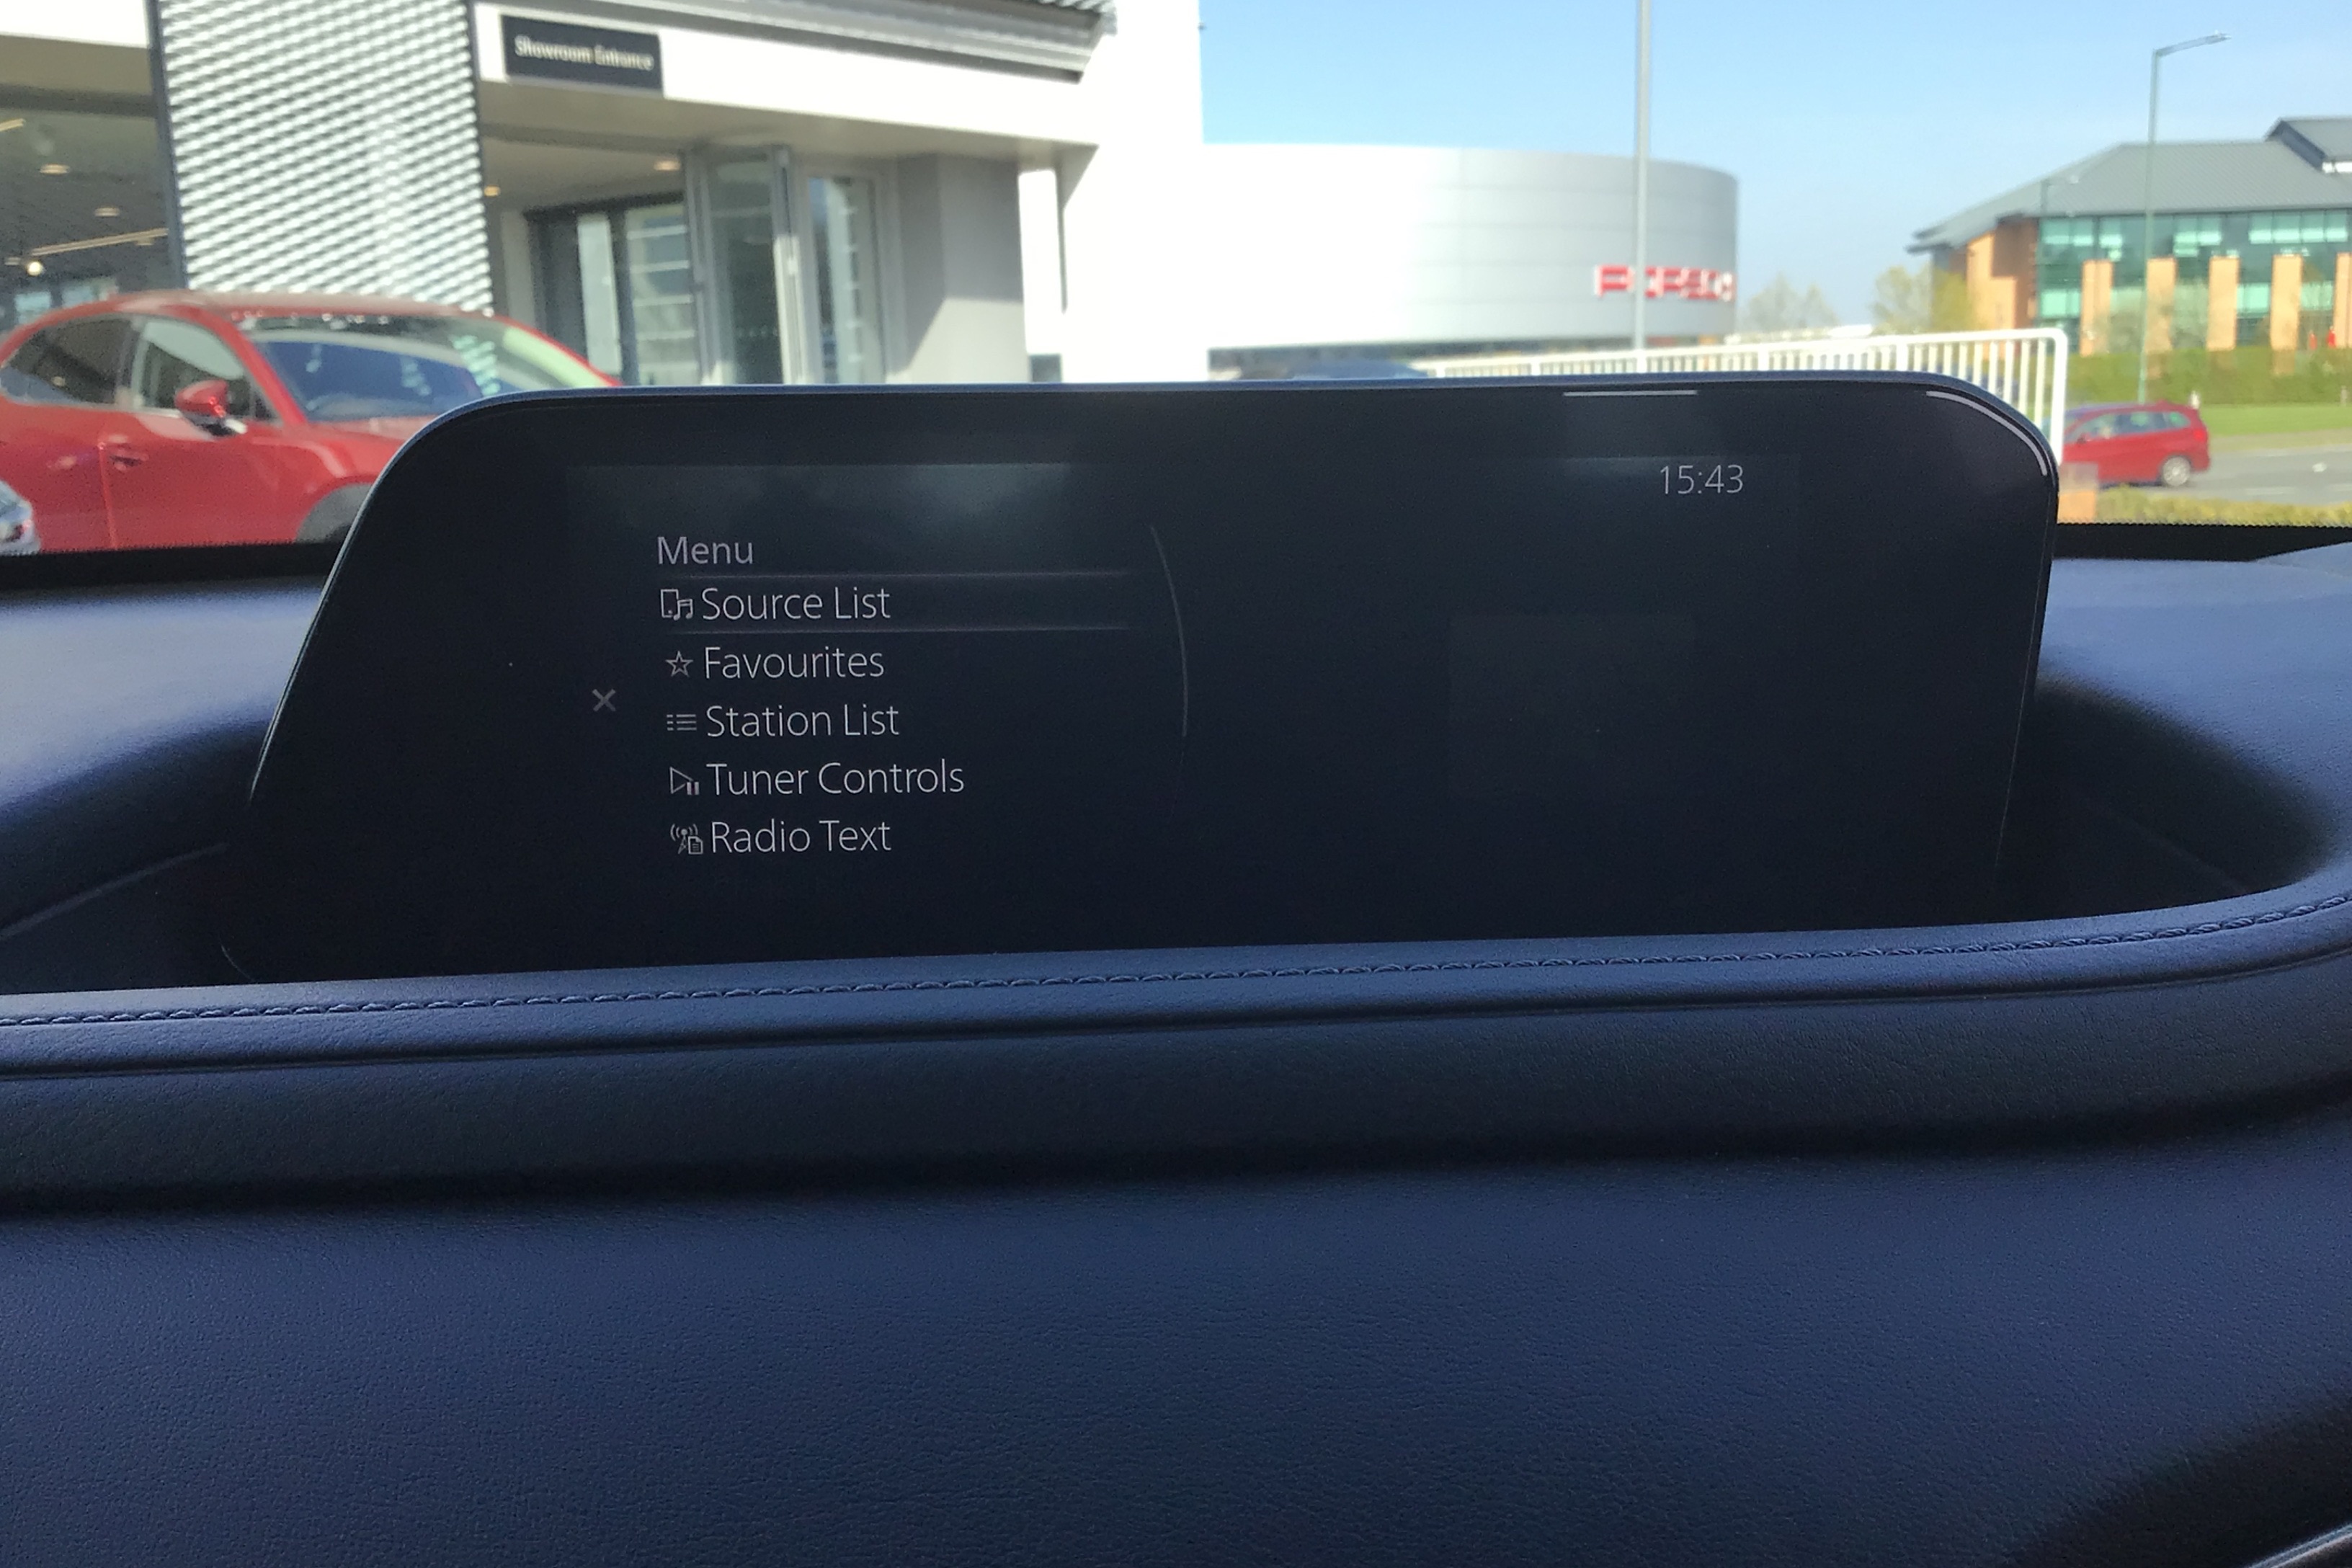 Showroom Entrance
15:43
Menu
Source List
Favourites
Station List
Tuner Controls
Radio Text